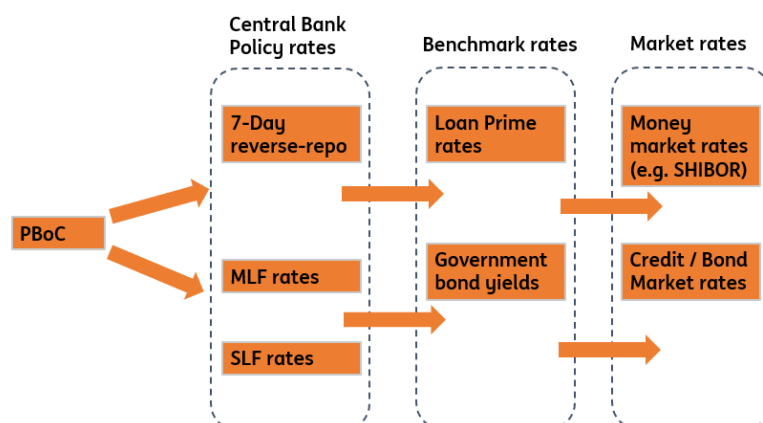 Central Bank
Policy rates
Benchmark rates
Market rates
7-Day
reverse-repo
Loan Prime
rates
Money
market rates
(e.g. SHIBOR)
PBoC
MLF rates
Government
bond yields
Credit / Bond
Market rates
SLF rates